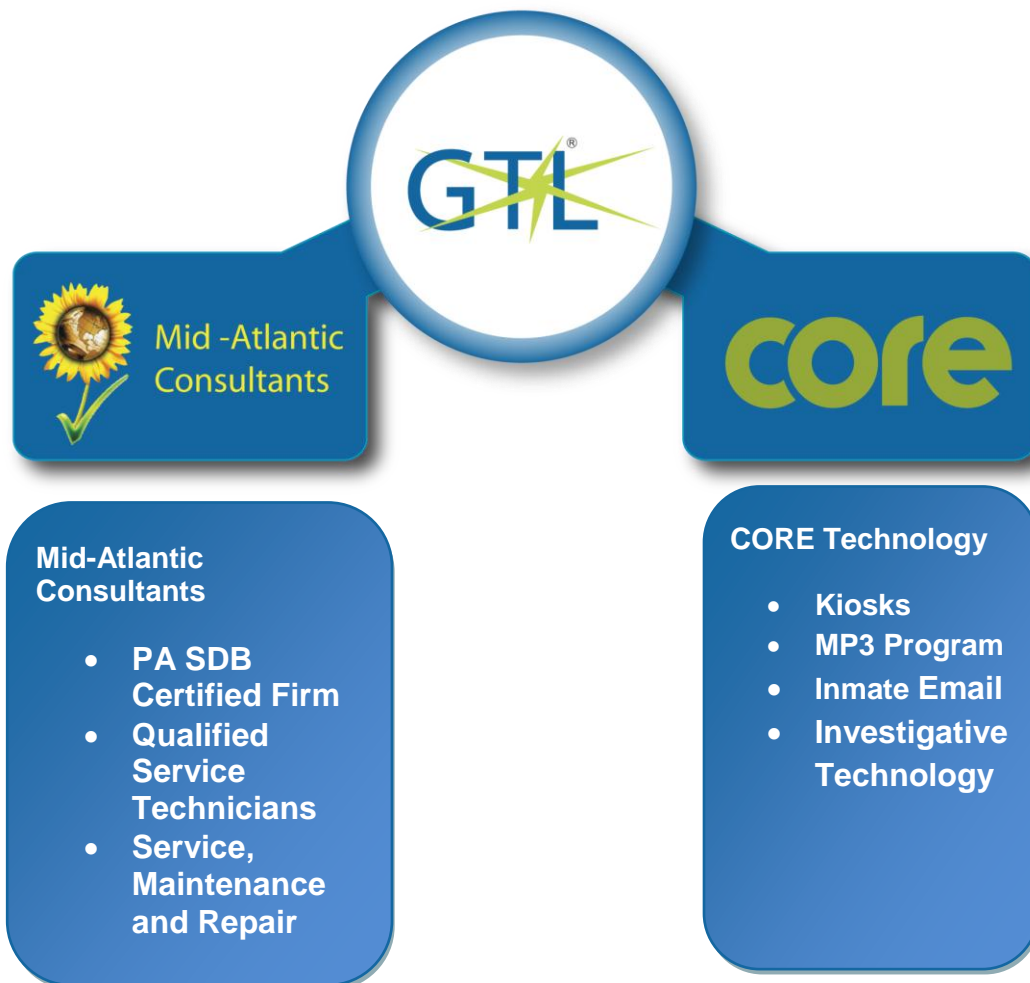 GTL®
Mid -Atlantic
Consultants
core
Mid-Atlantic
Consultants
• PA SDB
Certified Firm
• Qualified
Service
Technicians
• Service,
Maintenance
and Repair
CORE Technology
• Kiosks
• MP3 Program
• Inmate Email
• Investigative
Technology